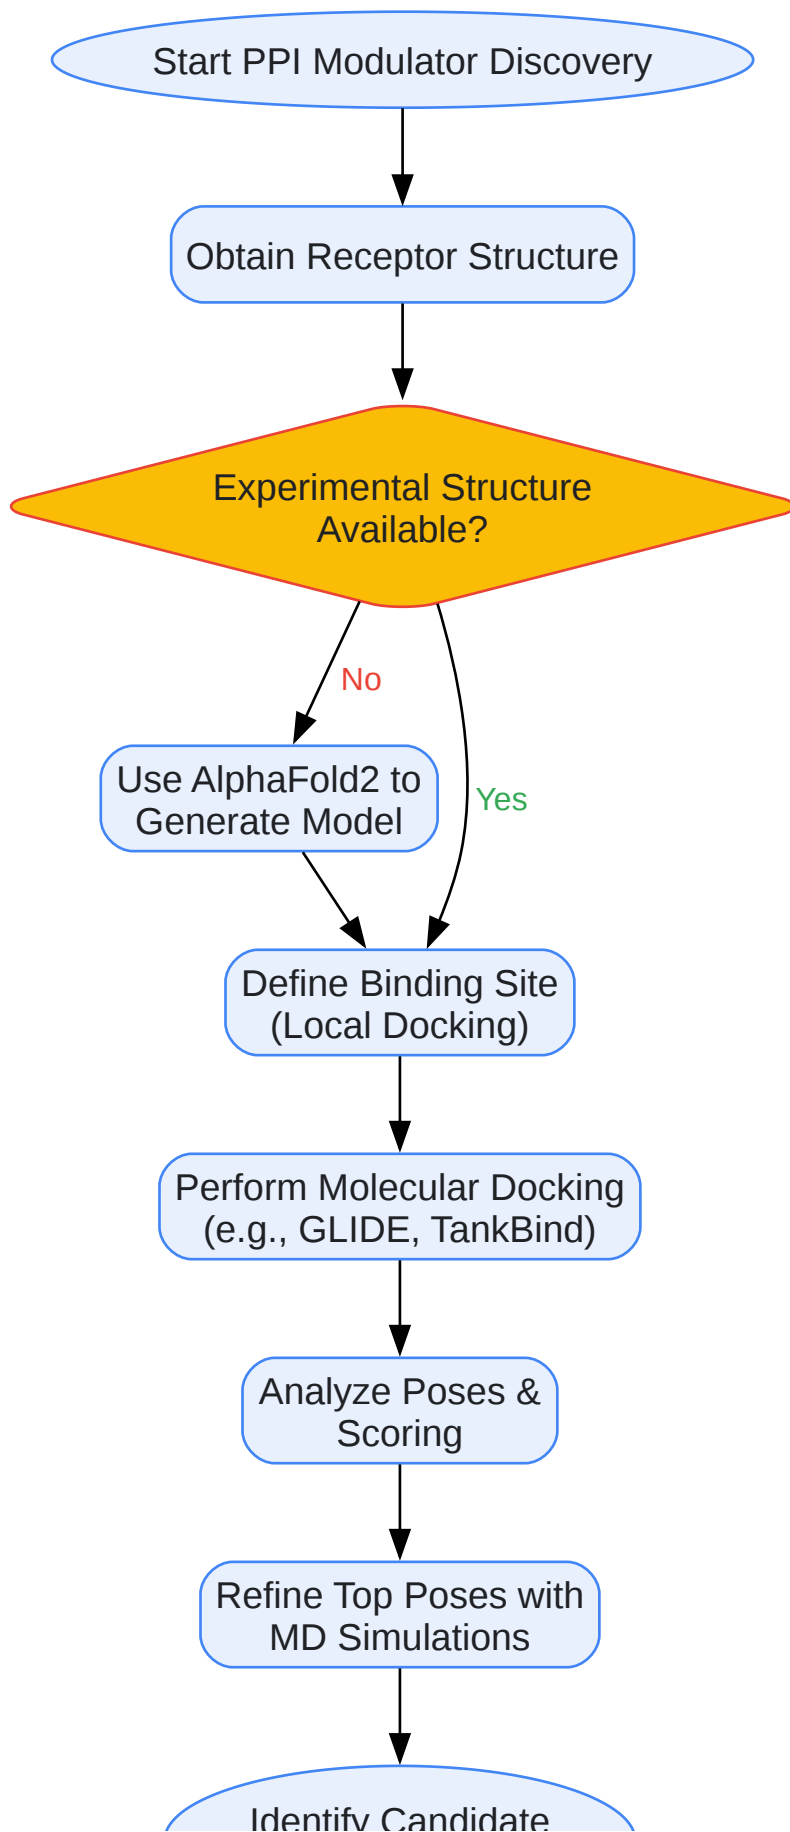 Start PPI Modulator Discovery
Obtain Receptor Structure
Experimental Structure
Available?
No
Use AlphaFold2 to
Generate Model
Yes
Define Binding Site
(Local Docking)
Perform Molecular Docking
(e.g., GLIDE, TankBind)
Analyze Poses &
Scoring
Refine Top Poses with
MD Simulations
Identify Candidate